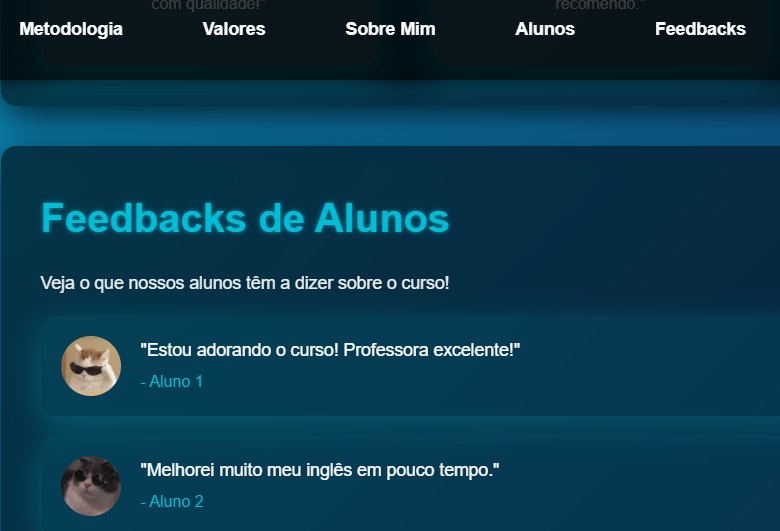 com qualidade!"
recomendo."
Metodologia
Valores
Sobre Mim
Alunos
Feedbacks
Feedbacks de Alunos
Veja o que nossos alunos têm a dizer sobre o curso!
"Estou adorando o curso! Professora excelente!"
- Aluno 1
"Melhorei muito meu inglês em pouco tempo."
- Aluno 2